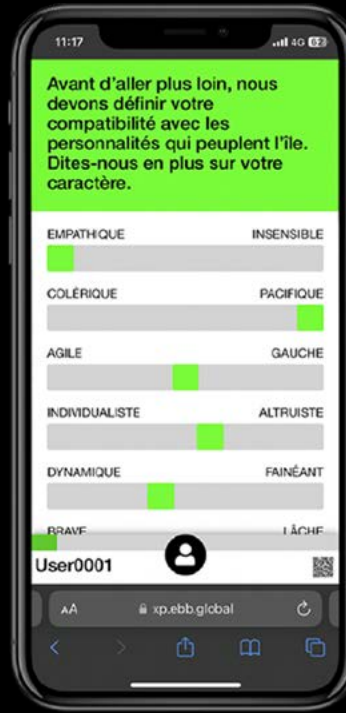 11:17 4G 62
Avant d'aller plus loin, nous
devons définir votre
compatibilité avec les
personnalités qui peuplent l'île.
Dites-nous en plus sur votre
caractère.
EMPATHIQUE INSENSIBLE
COLÉRIQUE PACIFIQUE
AGILE GAUCHE
INDIVIDUALISTE ALTRUISTE
DYNAMIQUE FAINÉANT
BRAVE LÂCHE
User0001
AA xp.ebb.global